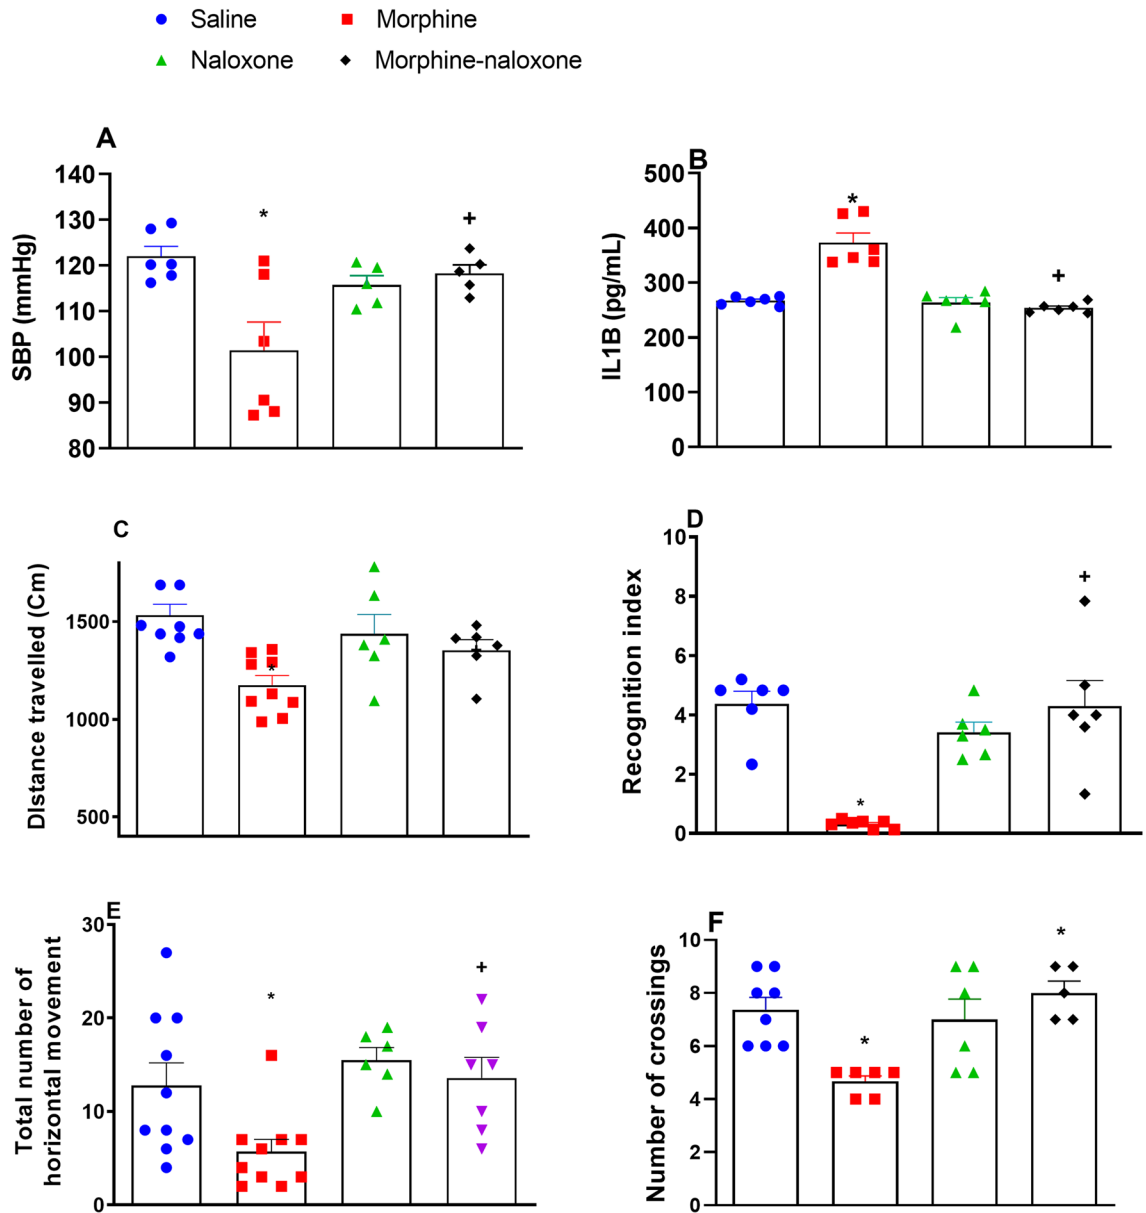 Saline
Morphine
Naloxone
Morphine-naloxone
A
SBP (mmHg)
140
130
120
110
100
90
80
*
+
B
IL1B (pg/mL)
500
400
300
200
100
0
*
+
C
DIstance travelled (Cm)
1500
1000
500
*
+
D
Recognition index
10
8
6
4
2
0
*
+
E
Total number of
horizontal movement
30
20
10
0
*
+
F
Number of crossings
10
8
6
4
2
0
*
*